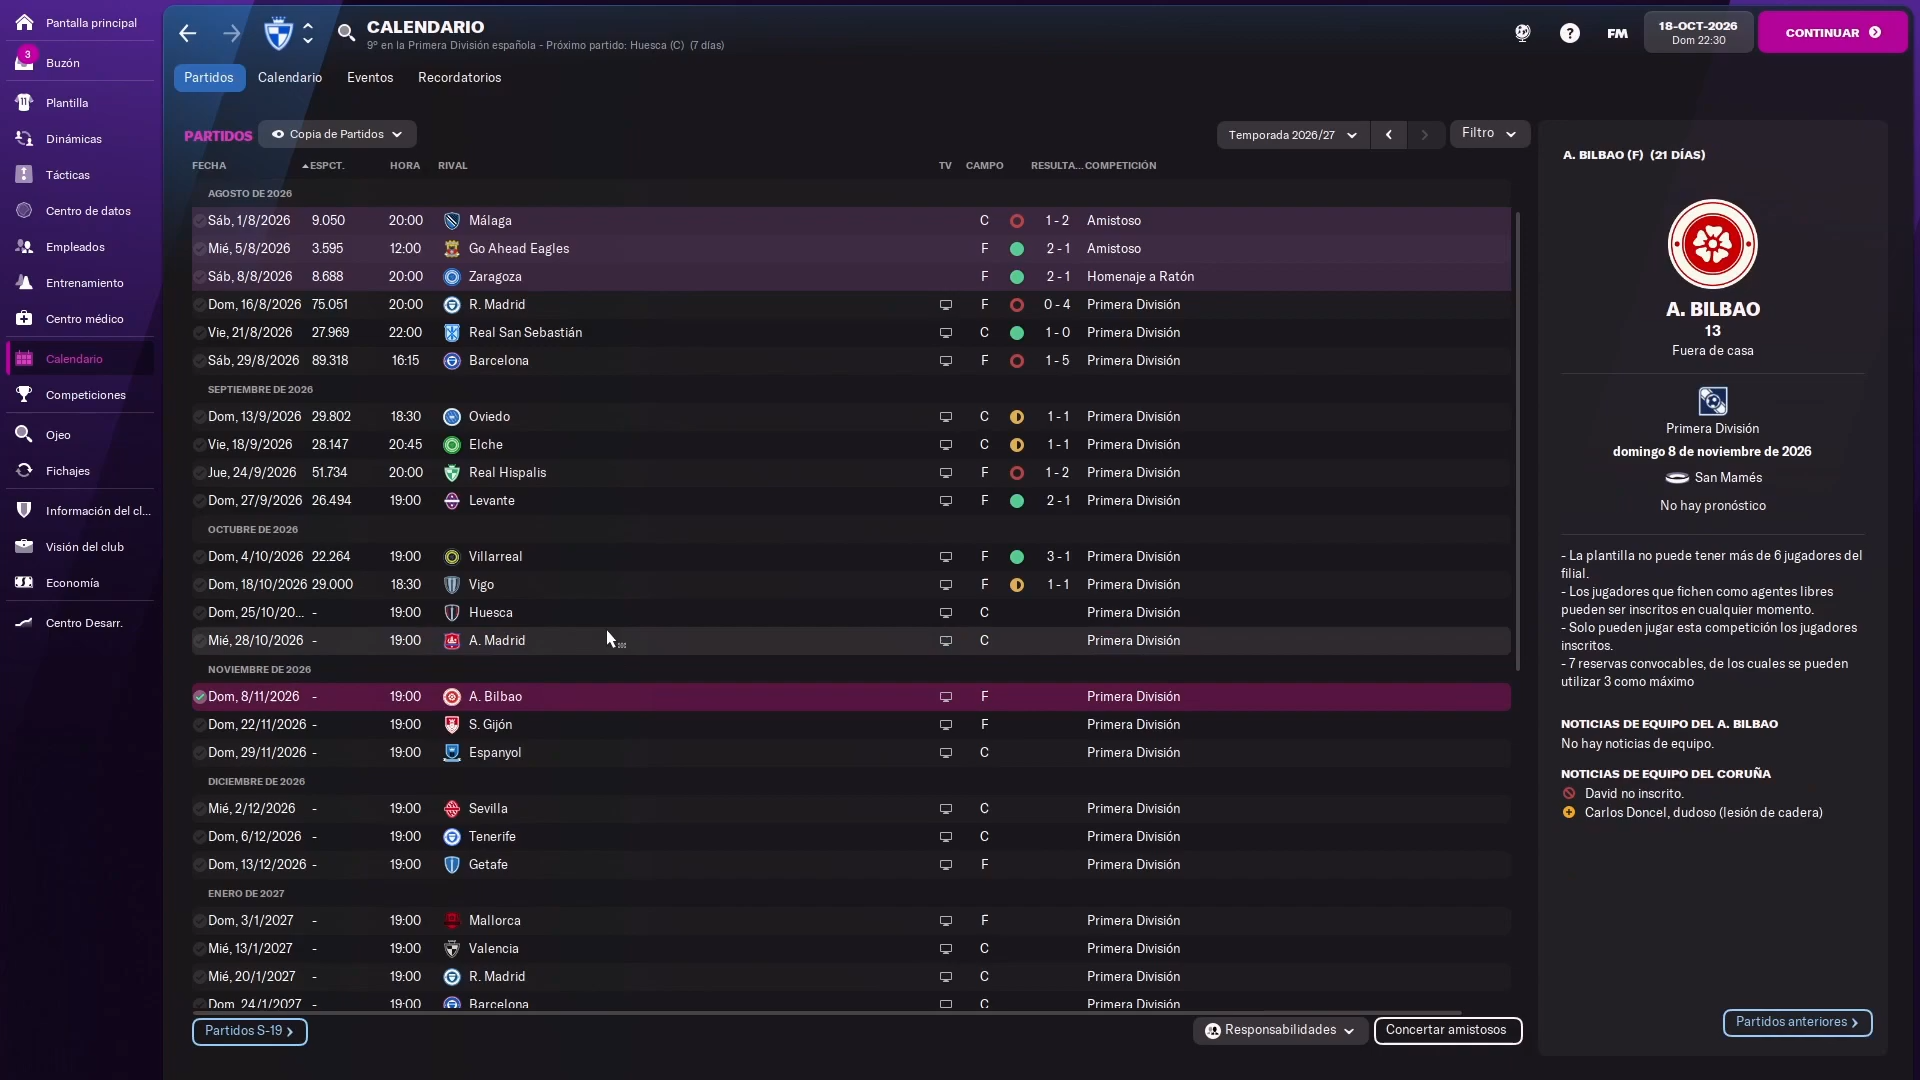 Pantalla principal
3
Buzón
Plantilla
Dinámicas
Tácticas
Centro de datos
Empleados
Entrenamiento
Centro médico
Calendario
Competiciones
Ojeo
Fichajes
Información del cl...
Visión del club
Economía
Centro Desarr.
CALENDARIO
9º en la Primera División española - Próximo partido: Huesca (C) (7 días)
FM
18-OCT-2026
Dom 22:30
CONTINUAR
Partidos Calendario Eventos Recordatorios
PARTIDOS Copia de Partidos Temporada 2026/27 Filtro
FECHA ESPCT. HORA RIVAL TV CAMPO RESULTA... COMPETICIÓN
AGOSTO DE 2026
Sáb, 1/8/2026 9.050 20:00 Málaga C 1 - 2 Amistoso
Mié, 5/8/2026 3.595 12:00 Go Ahead Eagles F 2 - 1 Amistoso
Sáb, 8/8/2026 8.688 20:00 Zaragoza F 2 - 1 Homenaje a Ratón
Dom, 16/8/2026 75.051 20:00 R. Madrid F 0 - 4 Primera División
Vie, 21/8/2026 27.969 22:00 Real San Sebastián C 1 - 0 Primera División
Sáb, 29/8/2026 89.318 16:15 Barcelona F 1 - 5 Primera División
SEPTIEMBRE DE 2026
Dom, 13/9/2026 29.802 18:30 Oviedo C 1 - 1 Primera División
Vie, 18/9/2026 28.147 20:45 Elche C 1 - 1 Primera División
Jue, 24/9/2026 51.734 20:00 Real Hispalis F 1 - 2 Primera División
Dom, 27/9/2026 26.494 19:00 Levante F 2 - 1 Primera División
OCTUBRE DE 2026
Dom, 4/10/2026 22.264 19:00 Villarreal F 3 - 1 Primera División
Dom, 18/10/2026 29.000 18:30 Vigo F 1 - 1 Primera División
Dom, 25/10/20... - 19:00 Huesca C Primera División
Mié, 28/10/2026 - 19:00 A. Madrid C Primera División
NOVIEMBRE DE 2026
Dom, 8/11/2026 - 19:00 A. Bilbao F Primera División
Dom, 22/11/2026 - 19:00 S. Gijón F Primera División
Dom, 29/11/2026 - 19:00 Espanyol C Primera División
DICIEMBRE DE 2026
Mié, 2/12/2026 - 19:00 Sevilla C Primera División
Dom, 6/12/2026 - 19:00 Tenerife C Primera División
Dom, 13/12/2026 - 19:00 Getafe F Primera División
ENERO DE 2027
Dom, 3/1/2027 - 19:00 Mallorca F Primera División
Mié, 13/1/2027 - 19:00 Valencia C Primera División
Mié, 20/1/2027 - 19:00 R. Madrid C Primera División
Dom, 24/1/2027 19:00 Barcelona C Primera División
Partidos S-19 Responsabilidades Concertar amistosos
A. BILBAO (F) (21 DÍAS)
A. BILBAO
13
Fuera de casa
Primera División
domingo 8 de noviembre de 2026
San Mamés
No hay pronóstico
- La plantilla no puede tener más de 6 jugadores del
filial.
- Los jugadores que fichen como agentes libres
pueden ser inscritos en cualquier momento.
- Solo pueden jugar esta competición los jugadores
inscritos.
- 7 reservas convocables, de los cuales se pueden
utilizar 3 como máximo
NOTICIAS DE EQUIPO DEL A. BILBAO
No hay noticias de equipo.
NOTICIAS DE EQUIPO DEL CORUÑA
David no inscrito.
Carlos Doncel, dudoso (lesión de cadera)
Partidos anteriores